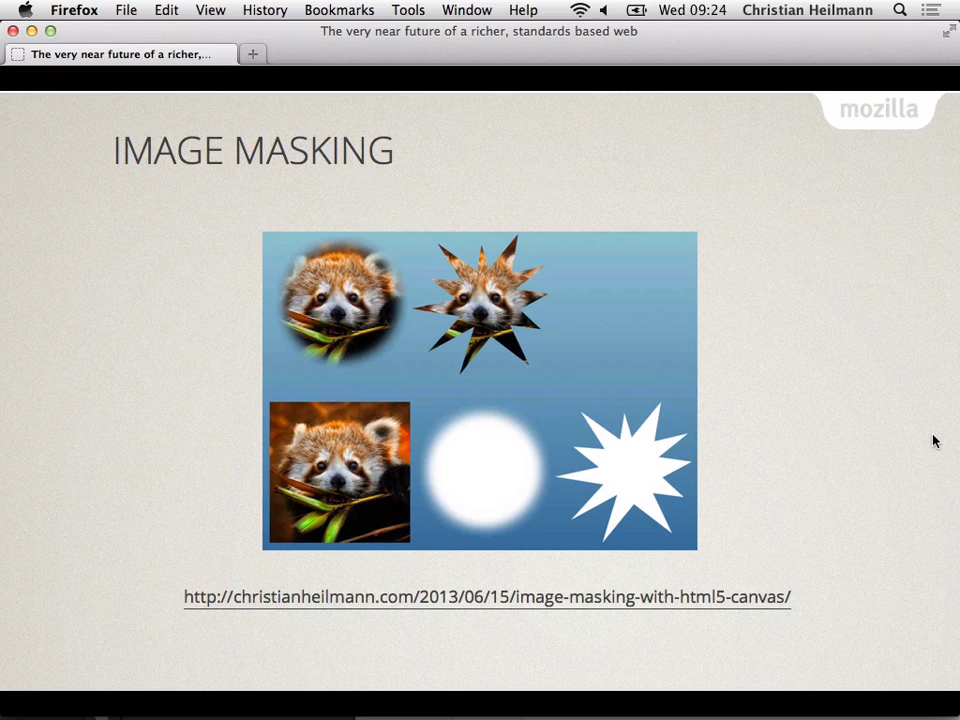 Firefox File Edit View History Bookmarks Tools Window Help Wed 09:24 Christian Heilmann
The very near future of a richer, standards based web
The very near future of a richer,...
mozilla
IMAGE MASKING
http://christianheilmann.com/2013/06/15/image-masking-with-html5-canvas/